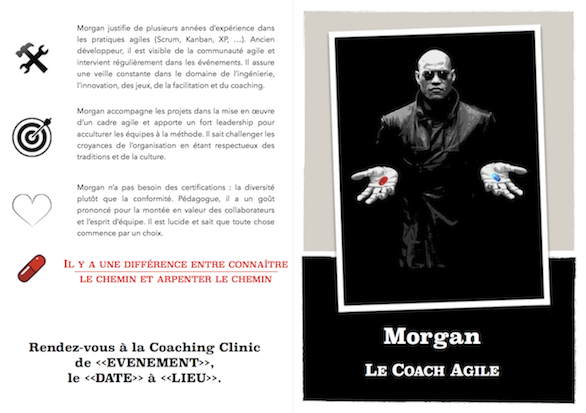 Morgan justifie de plusieurs années d'expérience dans
les pratiques agiles (Scrum, Kanban, XP, …). Ancien
développeur, il est visible de la communauté agile et
intervient régulièrement dans les événements. Il assure
une veille constante dans le domaine de l'ingénierie,
l'innovation, des jeux, de la facilitation et du coaching.
Morgan accompagne les projets dans la mise en œuvre
d'un cadre agile et apporte un fort leadership pour
acculturer les équipes à la méthode. Il sait challenger les
croyances de l'organisation en étant respectueux des
traditions et de la culture.
Morgan n'a pas besoin des certifications : la diversité
plutôt que la conformité. Pédagogue, il a un goût
prononcé pour la montée en valeur des collaborateurs
et l'esprit d'équipe. Il est lucide et sait que toute chose
commence par un choix.
Il y a une différence entre connaître
le chemin et arpenter le chemin
Rendez-vous à la Coaching Clinic
de <<EVENEMENT>>,
le <<DATE>> à <<LIEU>>.
Morgan
Le Coach Agile